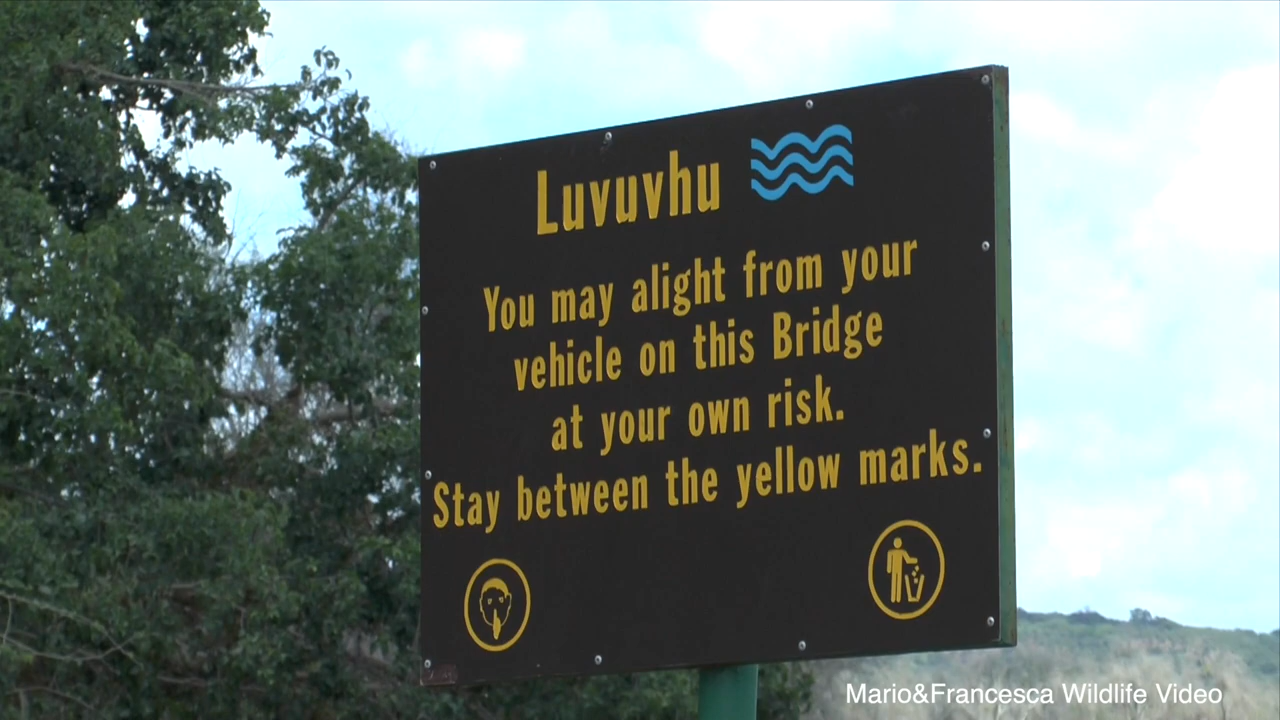 Luvuvhu
You may alight from your
vehicle on this Bridge
at your own risk.
Stay between the yellow marks.
Mario&Francesca Wildlife Video